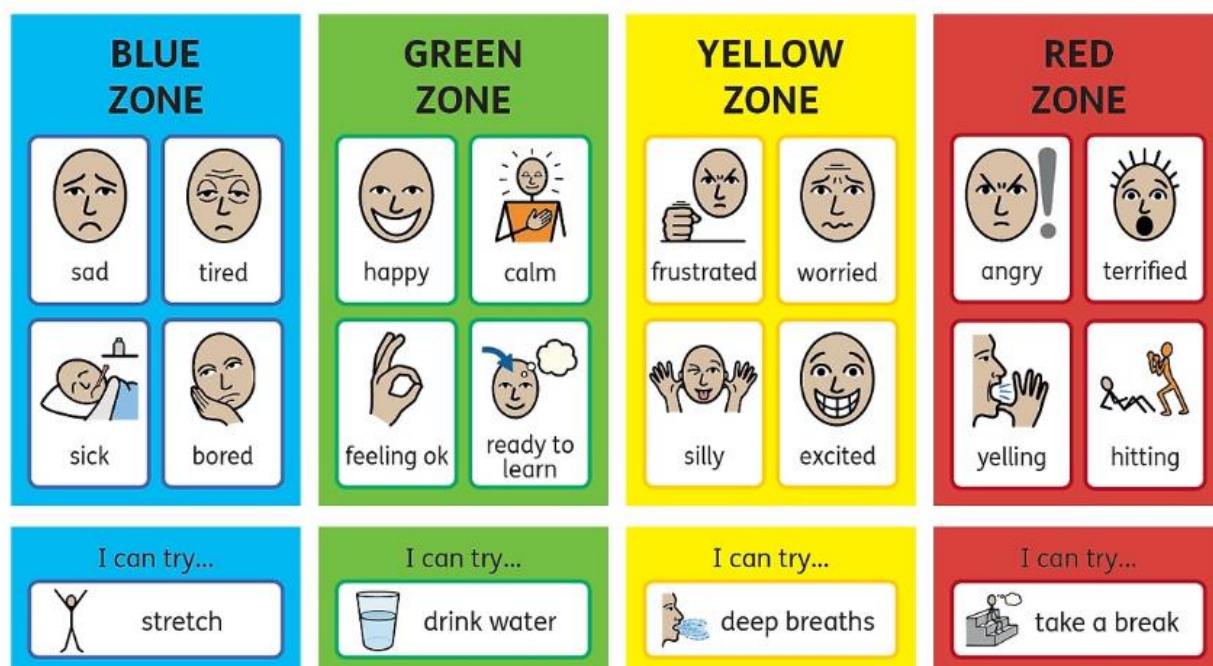 BLUE
ZONE
sad
tired
sick
bored
GREEN
ZONE
happy
calm
feeling ok
ready to
learn
YELLOW
ZONE
frustrated
worried
silly
excited
RED
ZONE
angry
terrified
yelling
hitting
I can try...
stretch
I can try...
drink water
I can try...
deep breaths
I can try...
take a break